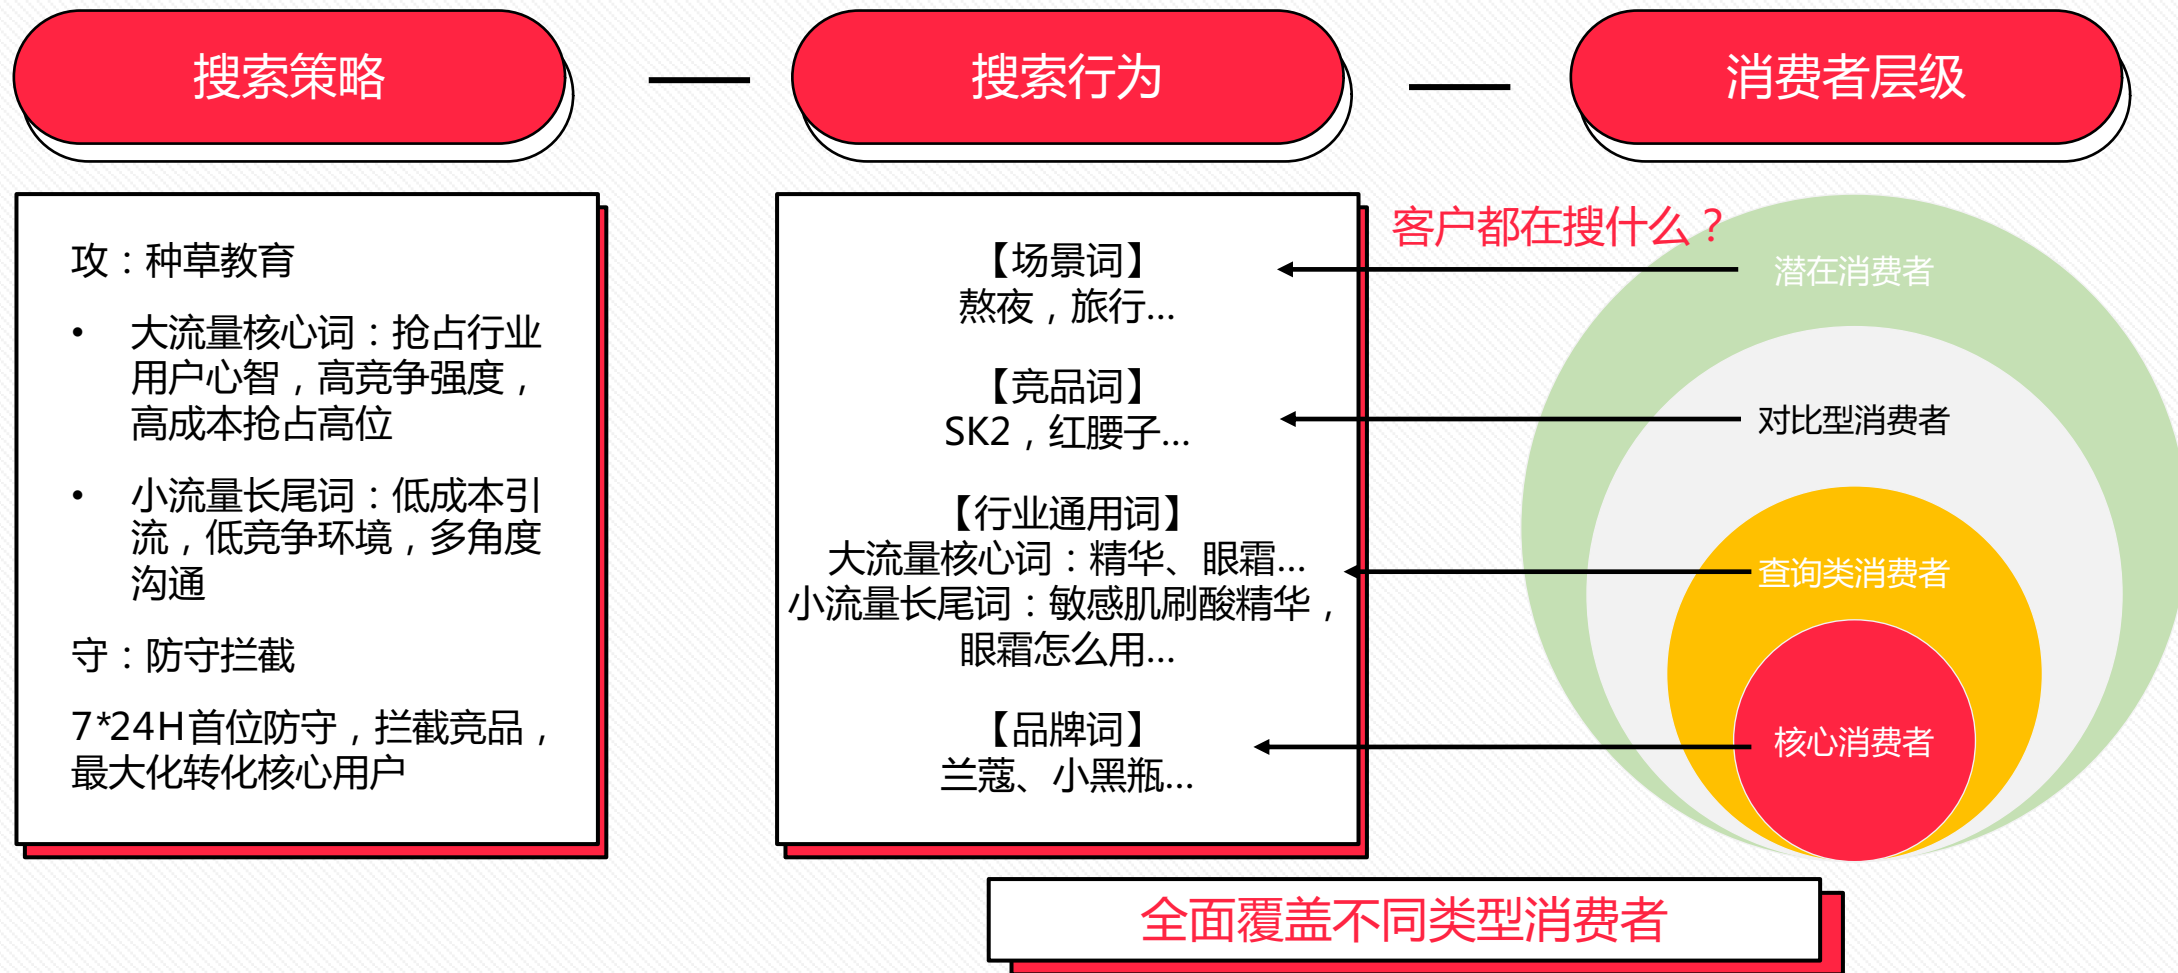 搜索策略
搜索行为
消费者层级
攻：种草教育
• 大流量核心词：抢占行业
用户心智，高竞争强度，
高成本抢占高位
• 小流量长尾词：低成本引
流，低竞争环境，多角度
沟通
守：防守拦截
7*24H首位防守，拦截竞品，
最大化转化核心用户
【场景词】
熬夜，旅行...
【竞品词】
SK2，红腰子...
【行业通用词】
大流量核心词：精华、眼霜...
小流量长尾词：敏感肌刷酸精华，
眼霜怎么用...
【品牌词】
兰蔻、小黑瓶...
客户都在搜什么？
潜在消费者
对比型消费者
查询类消费者
核心消费者
全面覆盖不同类型消费者